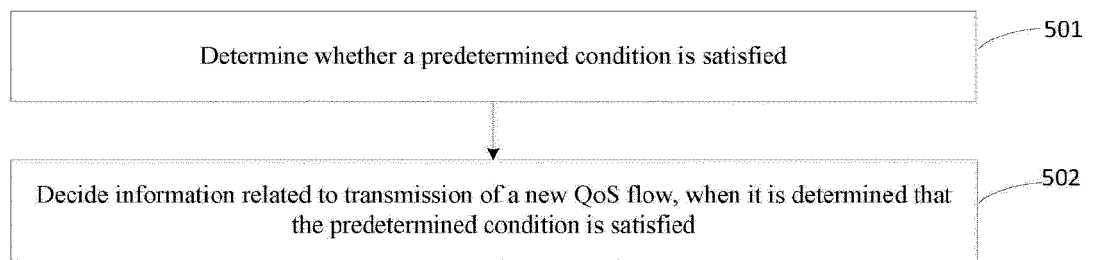 Determine whether a predetermined condition is satisfied
501
Decide information related to transmission of a new QoS flow, when it is determined that
the predetermined condition is satisfied
502